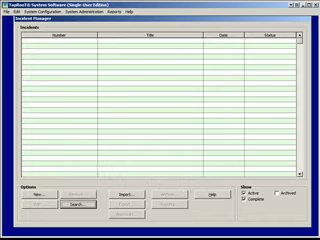 TapRooT® System Software (Single User Edition)
File Edit System Configuration System Administration Reports Help
Incident Manager
Incidents
Number Title Date Status
Options
New... Import... Help
Search...
Show
Active Archived
Complete